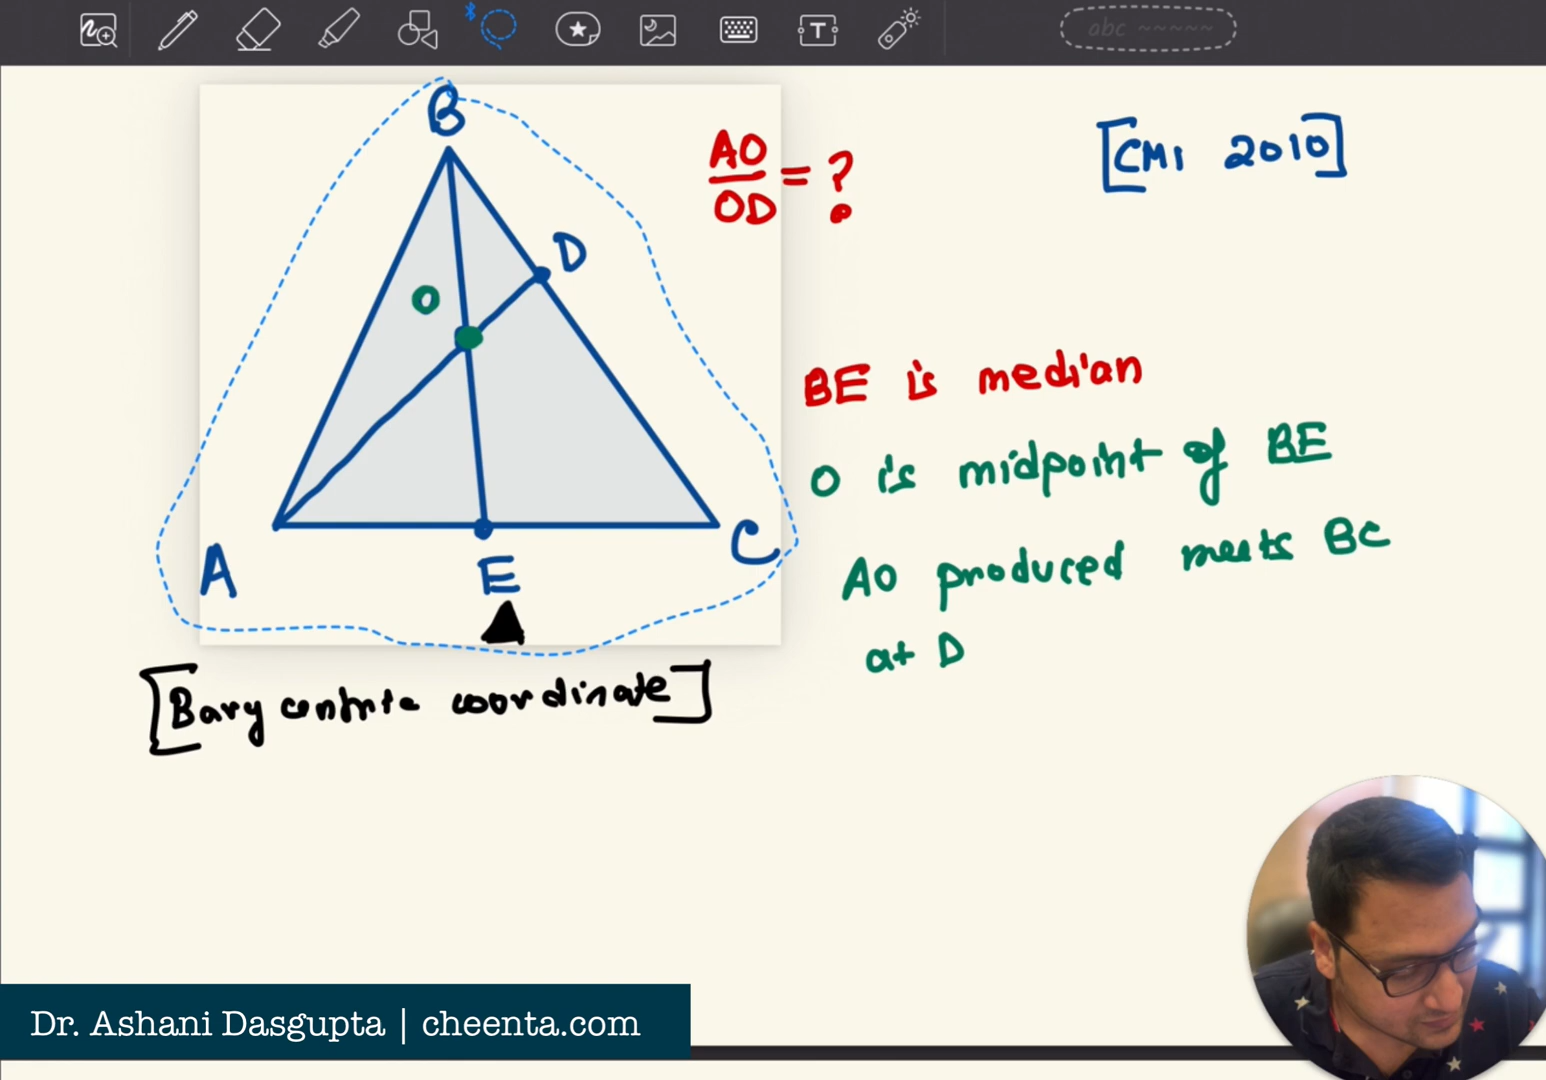 abc ~~~~~
T
B
AO/OD = ?
[CMI 2010]
D
O
BE is median
O is midpoint of BE
AO produced meets BC
at D
A
E
C
[Barycentric coordinate]
Dr. Ashani Dasgupta | cheenta.com